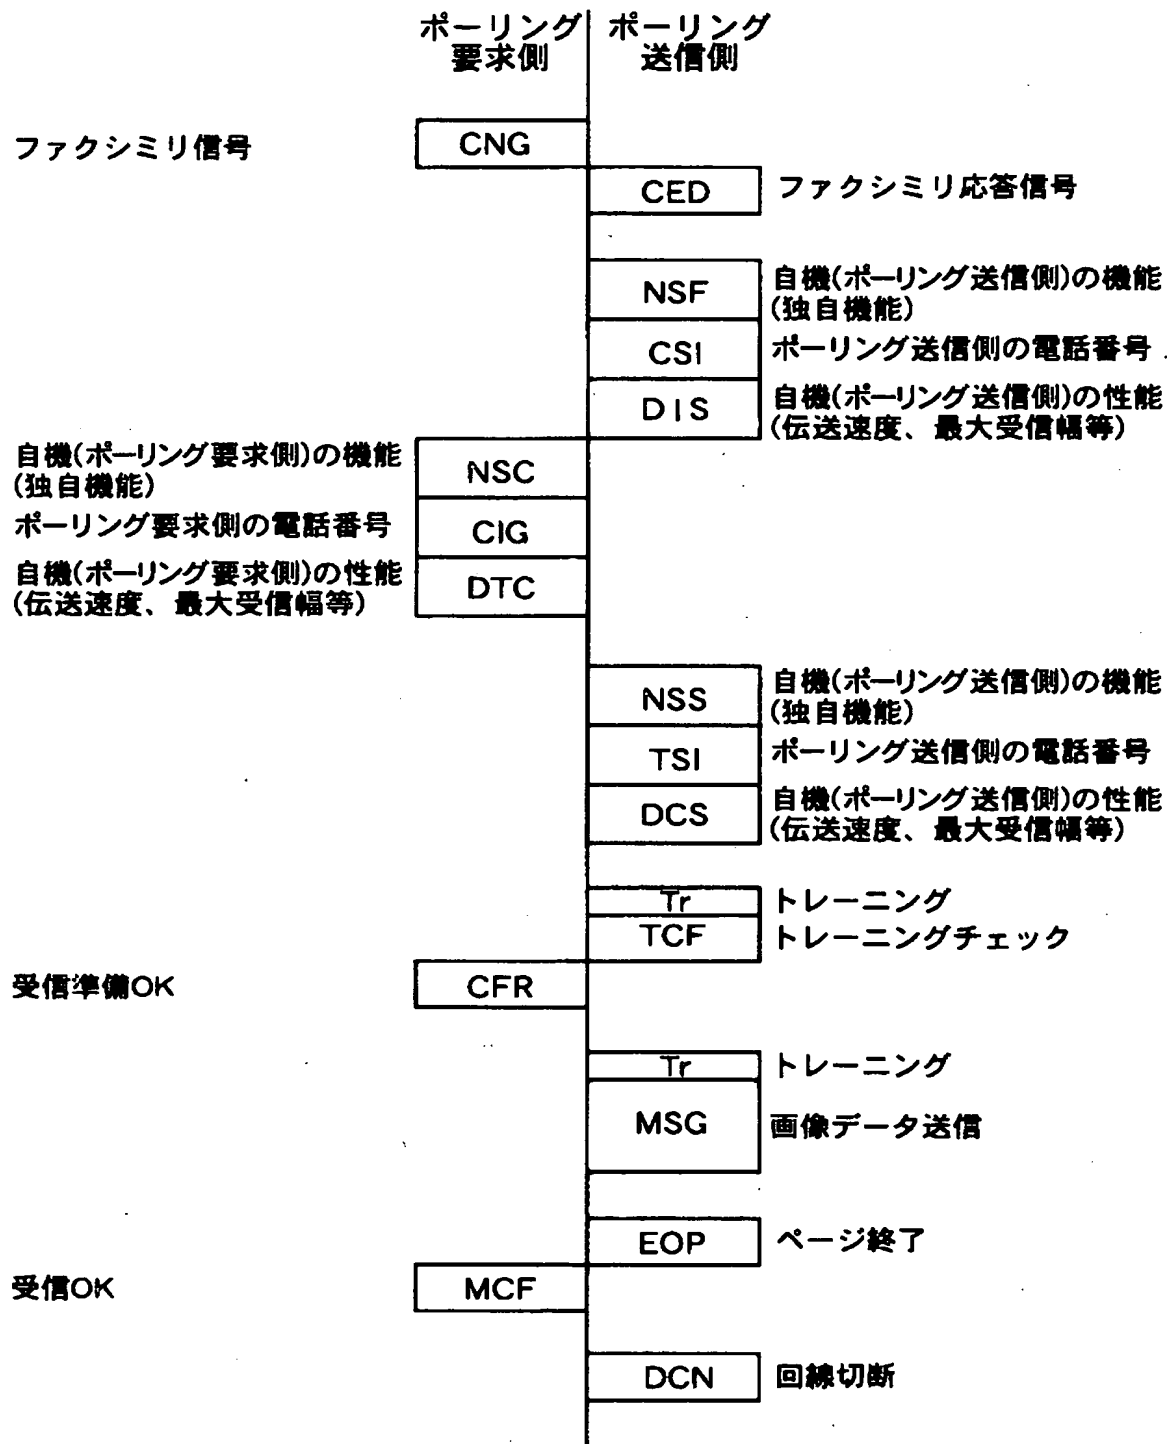 ポーリング
要求側
ポーリング
送信側
ファクシミリ信号
CNG
CED
ファクシミリ応答信号
NSF
自機(ポーリング送信側)の機能
(独自機能)
CSI
ポーリング送信側の電話番号
DIS
自機(ポーリング送信側)の性能
(伝送速度、最大受信幅等)
自機(ポーリング要求側)の機能
(独自機能)
NSC
ポーリング要求側の電話番号
CIG
自機(ポーリング要求側)の性能
(伝送速度、最大受信幅等)
DTC
NSS
自機(ポーリング送信側)の機能
(独自機能)
TSI
ポーリング送信側の電話番号
DCS
自機(ポーリング送信側)の性能
(伝送速度、最大受信幅等)
Tr
トレーニング
TCF
トレーニングチェック
受信準備OK
CFR
Tr
トレーニング
MSG
画像データ送信
EOP
ページ終了
受信OK
MCF
DCN
回線切断